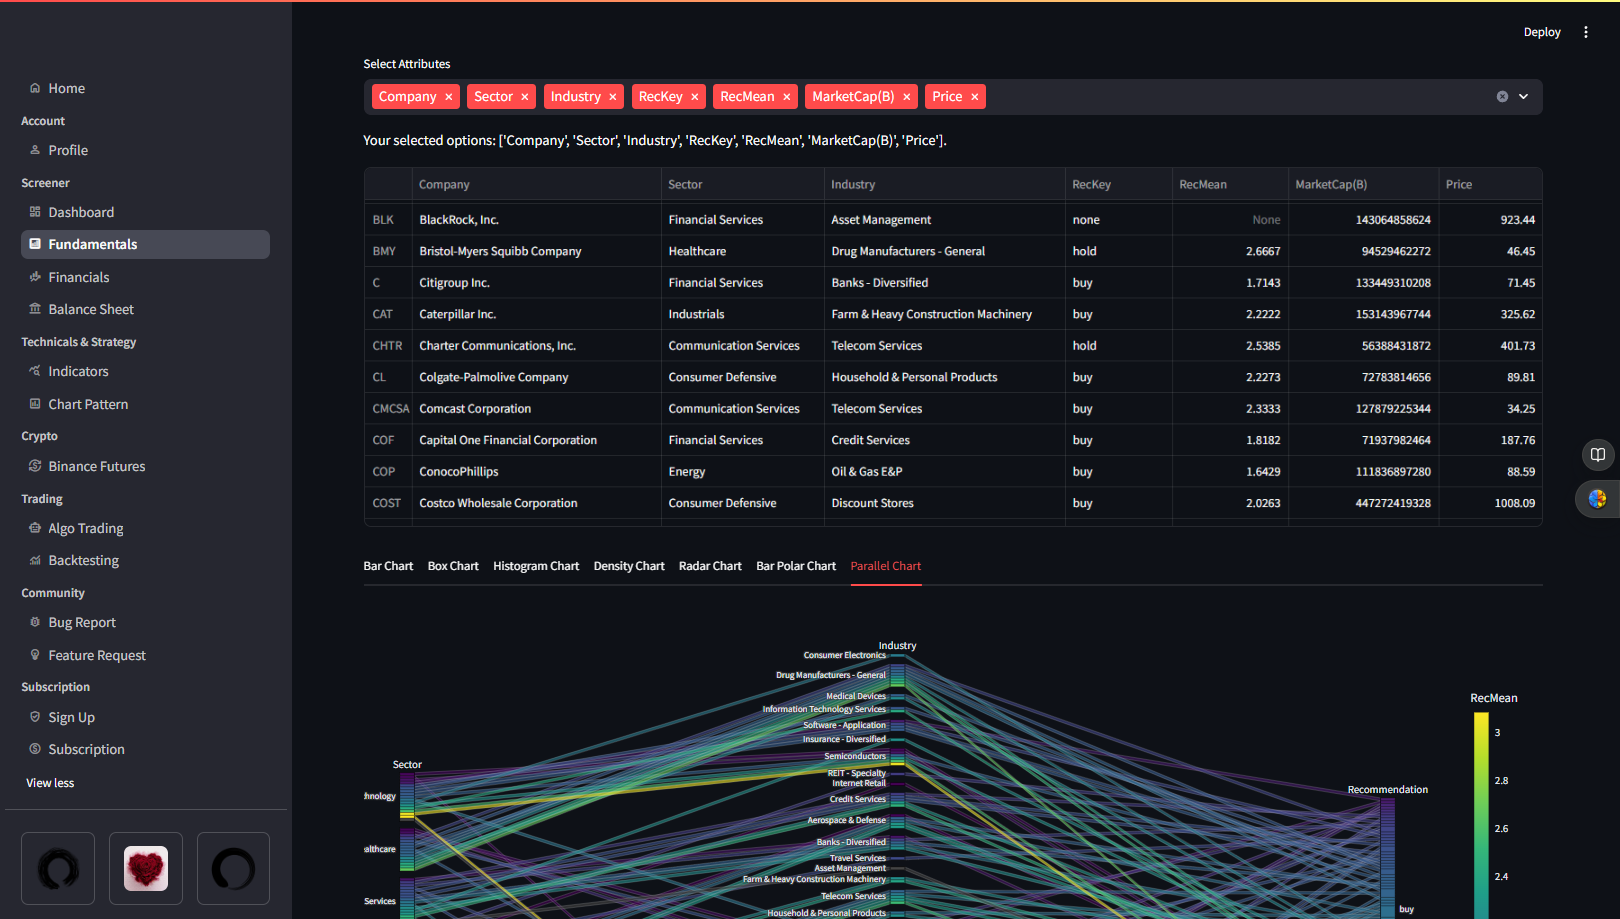 Deploy
Home
Account
Profile
Screener
Dashboard
Fundamentals
Financials
Balance Sheet
Technicals & Strategy
Indicators
Chart Pattern
Crypto
Binance Futures
Trading
Algo Trading
Backtesting
Community
Bug Report
Feature Request
Subscription
Sign Up
Subscription
View less
Select Attributes
Company × Sector × Industry × RecKey × RecMean × MarketCap(B) × Price ×
Your selected options: ['Company', 'Sector', 'Industry', 'RecKey', 'RecMean', 'MarketCap(B)', 'Price'].
Company Sector Industry RecKey RecMean MarketCap(B) Price
BLK BlackRock, Inc. Financial Services Asset Management none None 143064858624 923.44
BMY Bristol-Myers Squibb Company Healthcare Drug Manufacturers - General hold 2.6667 94529462272 46.45
C Citigroup Inc. Financial Services Banks - Diversified buy 1.7143 133449310208 71.45
CAT Caterpillar Inc. Industrials Farm & Heavy Construction Machinery buy 2.2222 153143967744 325.62
CHTR Charter Communications, Inc. Communication Services Telecom Services hold 2.5385 56388431872 401.73
CL Colgate-Palmolive Company Consumer Defensive Household & Personal Products buy 2.2273 72783814656 89.81
CMCSA Comcast Corporation Communication Services Telecom Services buy 2.3333 127879225344 34.25
COF Capital One Financial Corporation Financial Services Credit Services buy 1.8182 71937982464 187.76
COP ConocoPhillips Energy Oil & Gas E&P buy 1.6429 111836897280 88.59
COST Costco Wholesale Corporation Consumer Defensive Discount Stores buy 2.0263 447272419328 1008.09
Bar Chart Box Chart Histogram Chart Density Chart Radar Chart Bar Polar Chart Parallel Chart
Sector
hnology
althcare
Services
Industry
Consumer Electronics
Drug Manufacturers - General
Medical Devices
Information Technology Services
Software - Application
Insurance - Diversified
Semiconductors
REIT - Specialty
Internet Retail
Credit Services
Aerospace & Defense
Banks - Diversified
Travel Services
Asset Management
Farm & Heavy Construction Machinery
Telecom Services
Household & Personal Products
Recommendation
buy
RecMean
3
2.8
2.6
2.4